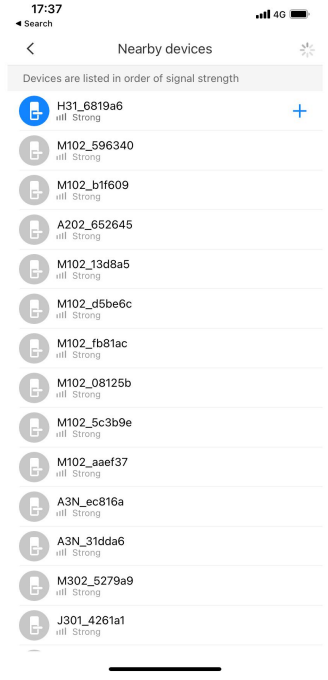 17:37
4G
Search
Nearby devices
Devices are listed in order of signal strength
H31_6819a6
Strong
M102_596340
Strong
M102_b1f609
Strong
A202_652645
Strong
M102_13d8a5
Strong
M102_d5be6c
Strong
M102_fb81ac
Strong
M102_08125b
Strong
M102_5c3b9e
Strong
M102_aaef37
Strong
A3N_ec816a
Strong
A3N_31dda6
Strong
M302_5279a9
Strong
J301_4261a1
Strong